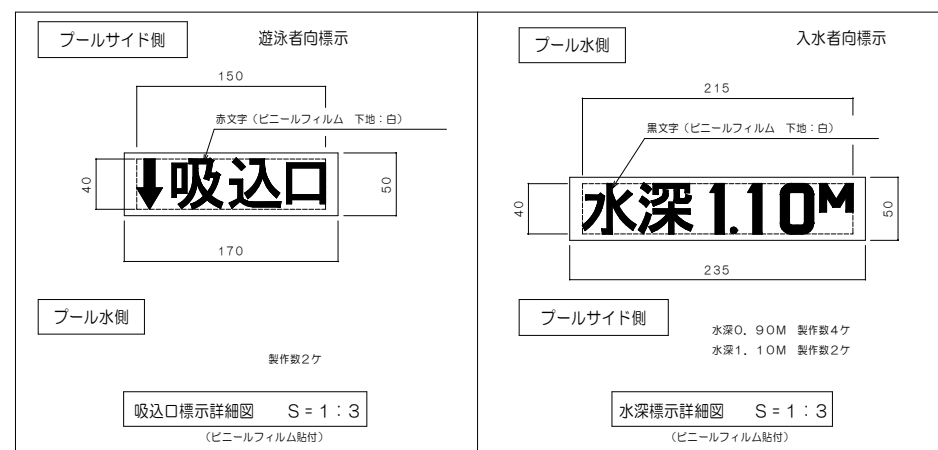 プールサイド側
遊泳者向標示
150
赤文字（ビニールフィルム　下地：白）
40
↓吸込口
50
170
プール水側
製作数2ケ
吸込口標示詳細図　S=1：3
（ビニールフィルム貼付）
プール水側
入水者向標示
215
黒文字（ビニールフィルム　下地：白）
40
水深1.10M
50
235
プールサイド側
水深0．90M　製作数4ケ
水深1．10M　製作数2ケ
水深標示詳細図　S=1：3
（ビニールフィルム貼付）